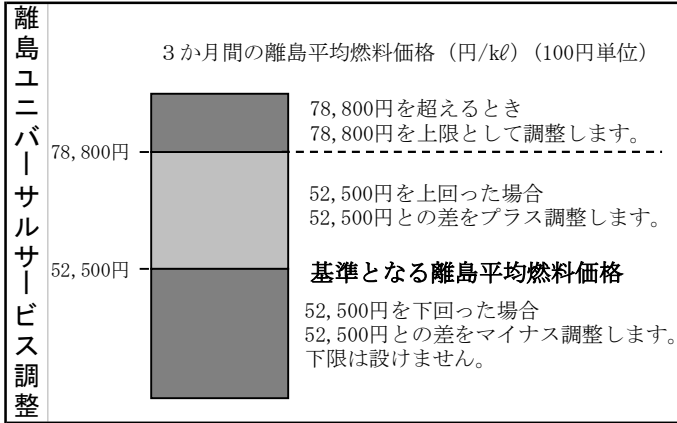 離島ユニバーサルサービス調整
３か月間の離島平均燃料価格（円/kℓ）（100円単位）
78,800円を超えるとき
78,800円を上限として調整します。
78,800円
52,500円を上回った場合
52,500円との差をプラス調整します。
52,500円
基準となる離島平均燃料価格
52,500円を下回った場合
52,500円との差をマイナス調整します。
下限は設けません。